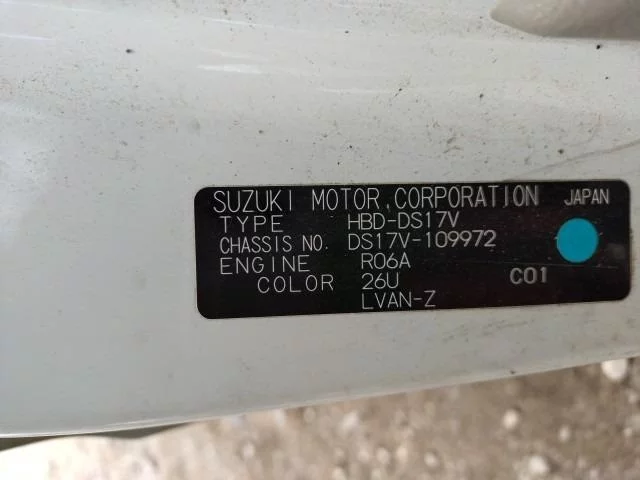 SUZUKI MOTOR CORPORATION JAPAN
TYPE HBD-DS17V
CHASSIS NO. DS17V-109972
ENGINE R06A
COLOR 26U C01
LVAN-Z